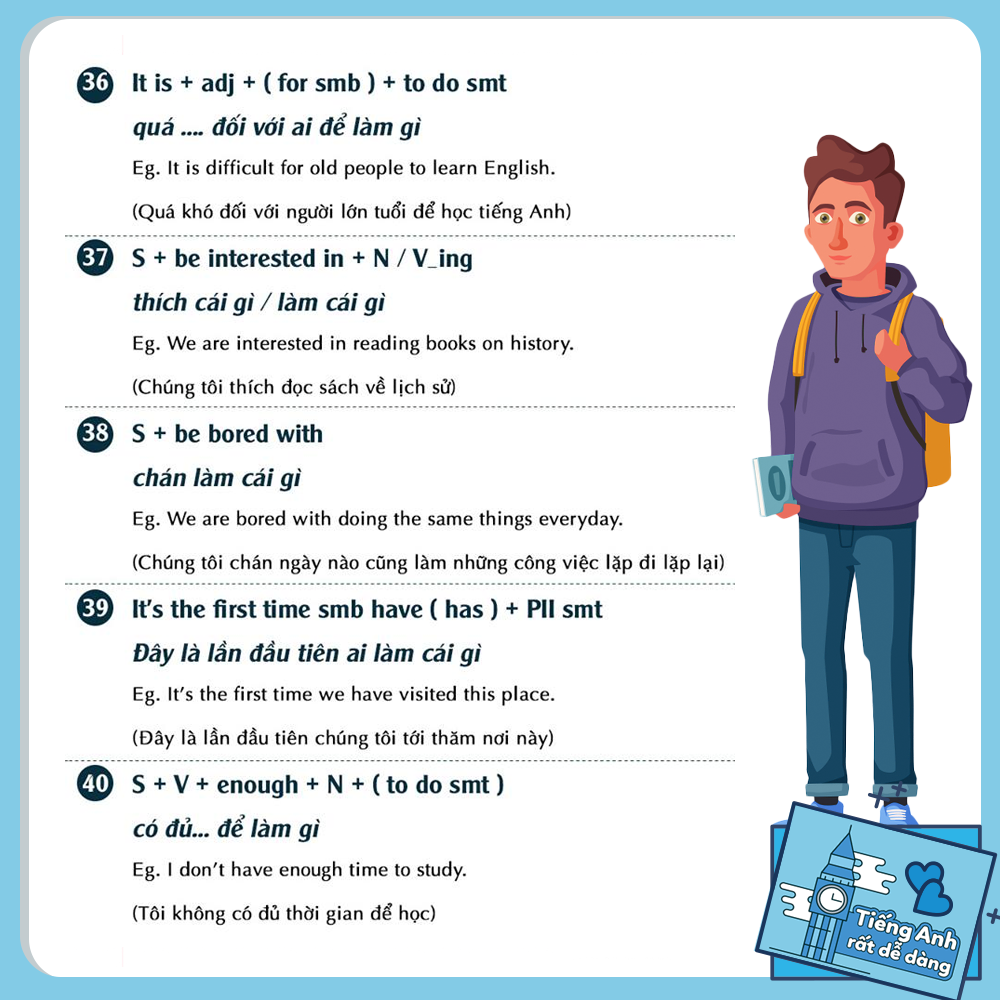 36 It is + adj + ( for smb ) + to do smt
quá .... đối với ai để làm gì
Eg. It is difficult for old people to learn English.
(Quá khó đối với người lớn tuổi để học tiếng Anh)
37 S + be interested in + N / V_ing
thích cái gì / làm cái gì
Eg. We are interested in reading books on history.
(Chúng tôi thích đọc sách về lịch sử)
38 S + be bored with
chán làm cái gì
Eg. We are bored with doing the same things everyday.
(Chúng tôi chán ngày nào cũng làm những công việc lặp đi lặp lại)
39 It's the first time smb have ( has ) + PII smt
Đây là lần đầu tiên ai làm cái gì
Eg. It's the first time we have visited this place.
(Đây là lần đầu tiên chúng tôi tới thăm nơi này)
40 S + V + enough + N + ( to do smt )
có đủ... để làm gì
Eg. I don't have enough time to study.
(Tôi không có đủ thời gian để học)
Tiếng Anh
rất dễ dàng